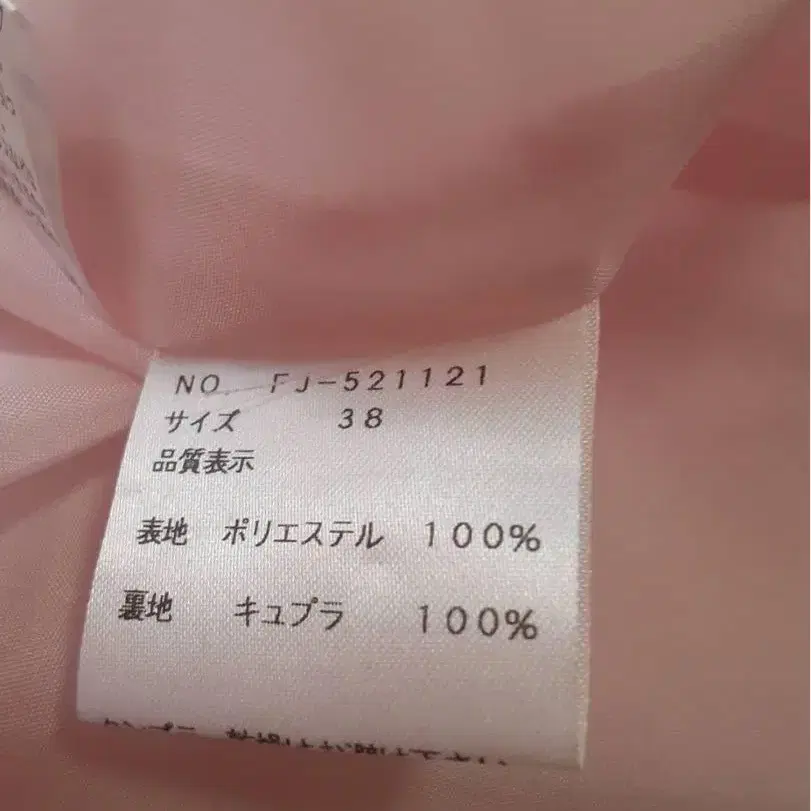 NO. FJ-521121
サイズ 38
品質表示
表地 ポリエステル 100%
裏地 キュプラ 100%